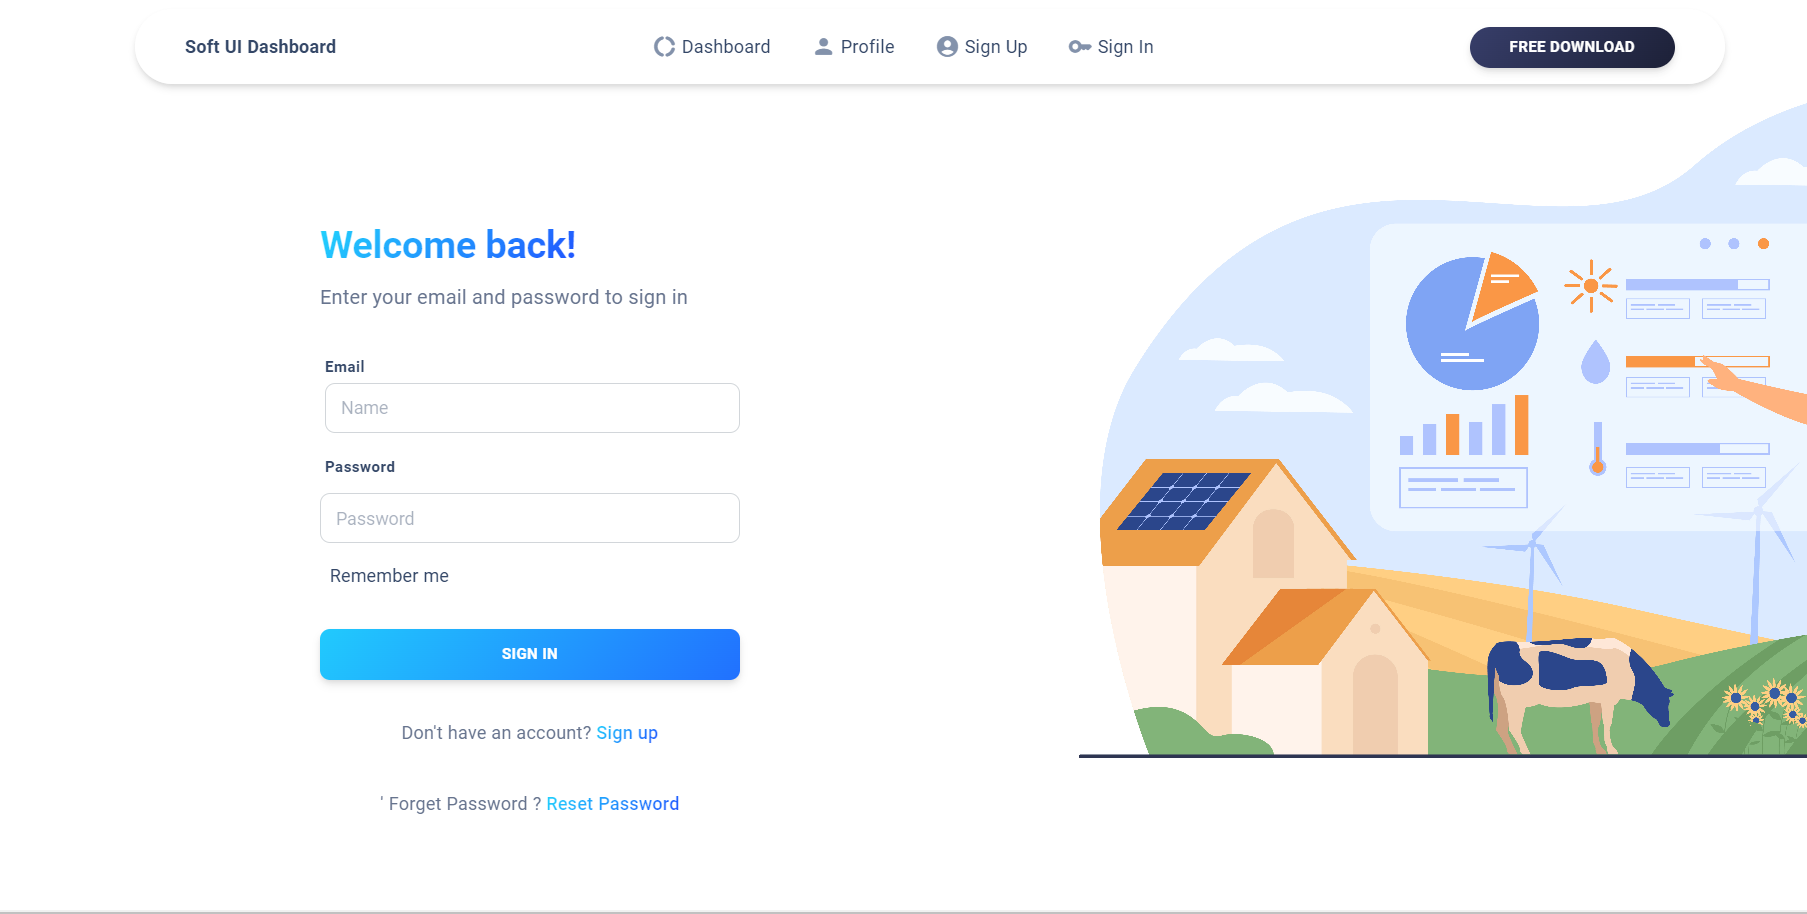 Soft UI Dashboard
Dashboard
Profile
Sign Up
Sign In
FREE DOWNLOAD
Welcome back!
Enter your email and password to sign in
Email
Name
Password
Password
Remember me
SIGN IN
Don't have an account? Sign up
' Forget Password ? Reset Password